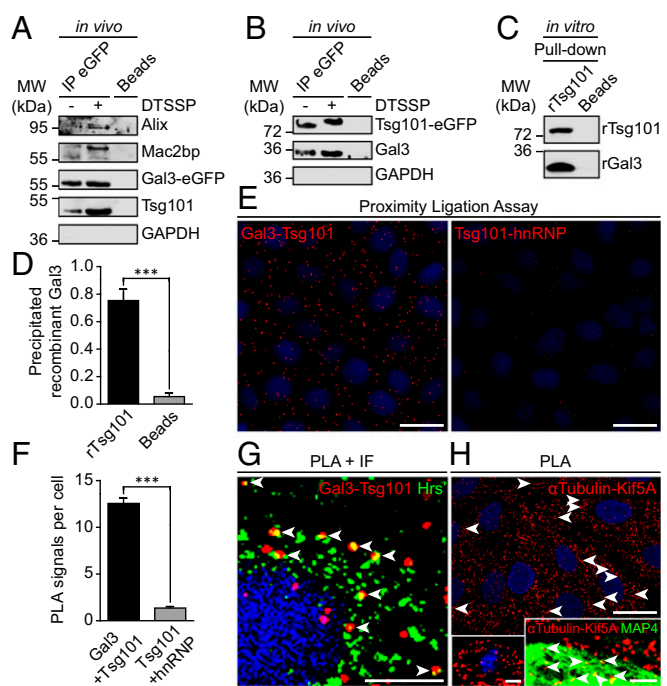 A
in vivo
MW
(kDa)
IP eGFP
Beads
- + DTSSP
95
Alix
55
Mac2bp
55
Gal3-eGFP
55
Tsg101
36
GAPDH
B
in vivo
MW
(kDa)
IP eGFP
Beads
- + DTSSP
72
Tsg101-eGFP
36
Gal3
36
GAPDH
C
in vitro
Pull-down
MW
(kDa)
rTsg101
Beads
72
rTsg101
36
rGal3
D
Precipitated
recombinant Gal3
0.8
0.6
0.4
0.2
0.0
***
rTsg101
Beads
E
Proximity Ligation Assay
Gal3-Tsg101
Tsg101-hnRNP
F
PLA signals per cell
15
10
5
0
***
Gal3
+Tsg101
Tsg101
+hnRNP
G
PLA + IF
Gal3-Tsg101 Hrs
H
PLA
αTubulin-Kif5A
αTubulin-Kif5A MAP4